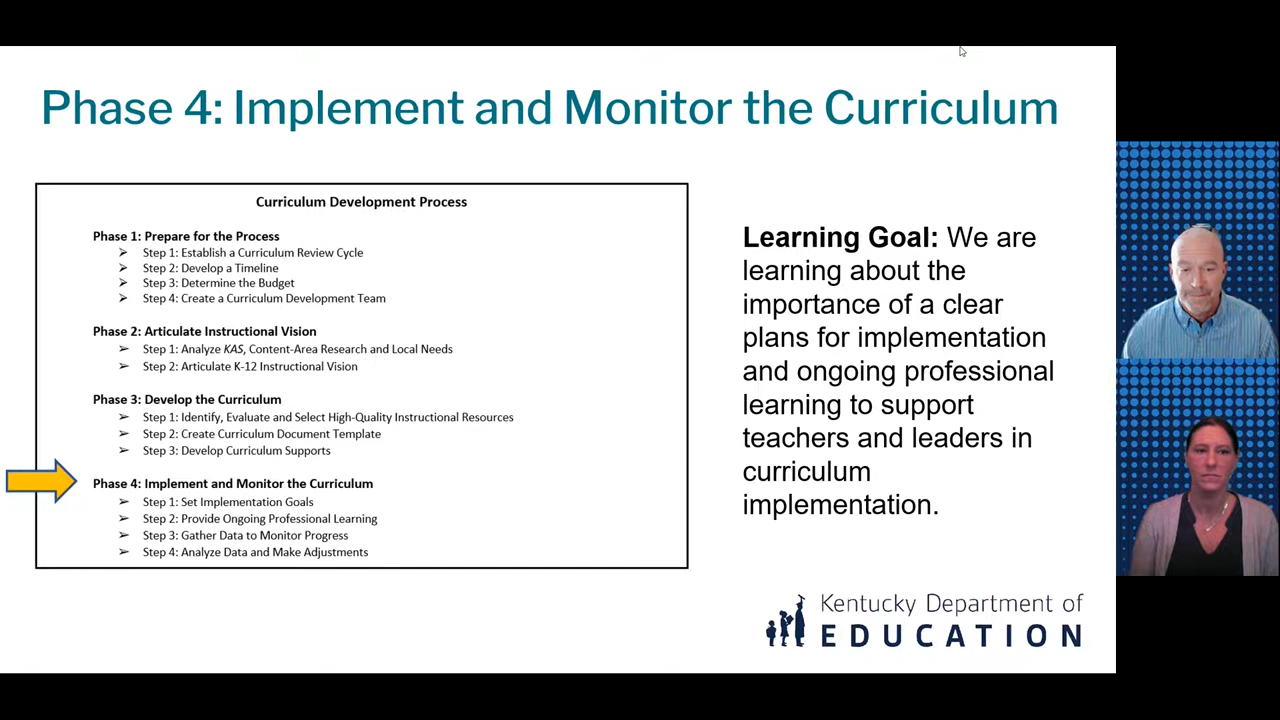 Phase 4: Implement and Monitor the Curriculum
Curriculum Development Process
Phase 1: Prepare for the Process
➢ Step 1: Establish a Curriculum Review Cycle
➢ Step 2: Develop a Timeline
➢ Step 3: Determine the Budget
➢ Step 4: Create a Curriculum Development Team
Phase 2: Articulate Instructional Vision
➢ Step 1: Analyze KAS, Content-Area Research and Local Needs
➢ Step 2: Articulate K-12 Instructional Vision
Phase 3: Develop the Curriculum
➢ Step 1: Identify, Evaluate and Select High-Quality Instructional Resources
➢ Step 2: Create Curriculum Document Template
➢ Step 3: Develop Curriculum Supports
Phase 4: Implement and Monitor the Curriculum
➢ Step 1: Set Implementation Goals
➢ Step 2: Provide Ongoing Professional Learning
➢ Step 3: Gather Data to Monitor Progress
➢ Step 4: Analyze Data and Make Adjustments
Learning Goal: We are
learning about the
importance of a clear
plans for implementation
and ongoing professional
learning to support
teachers and leaders in
curriculum
implementation.
Kentucky Department of
EDUCATION